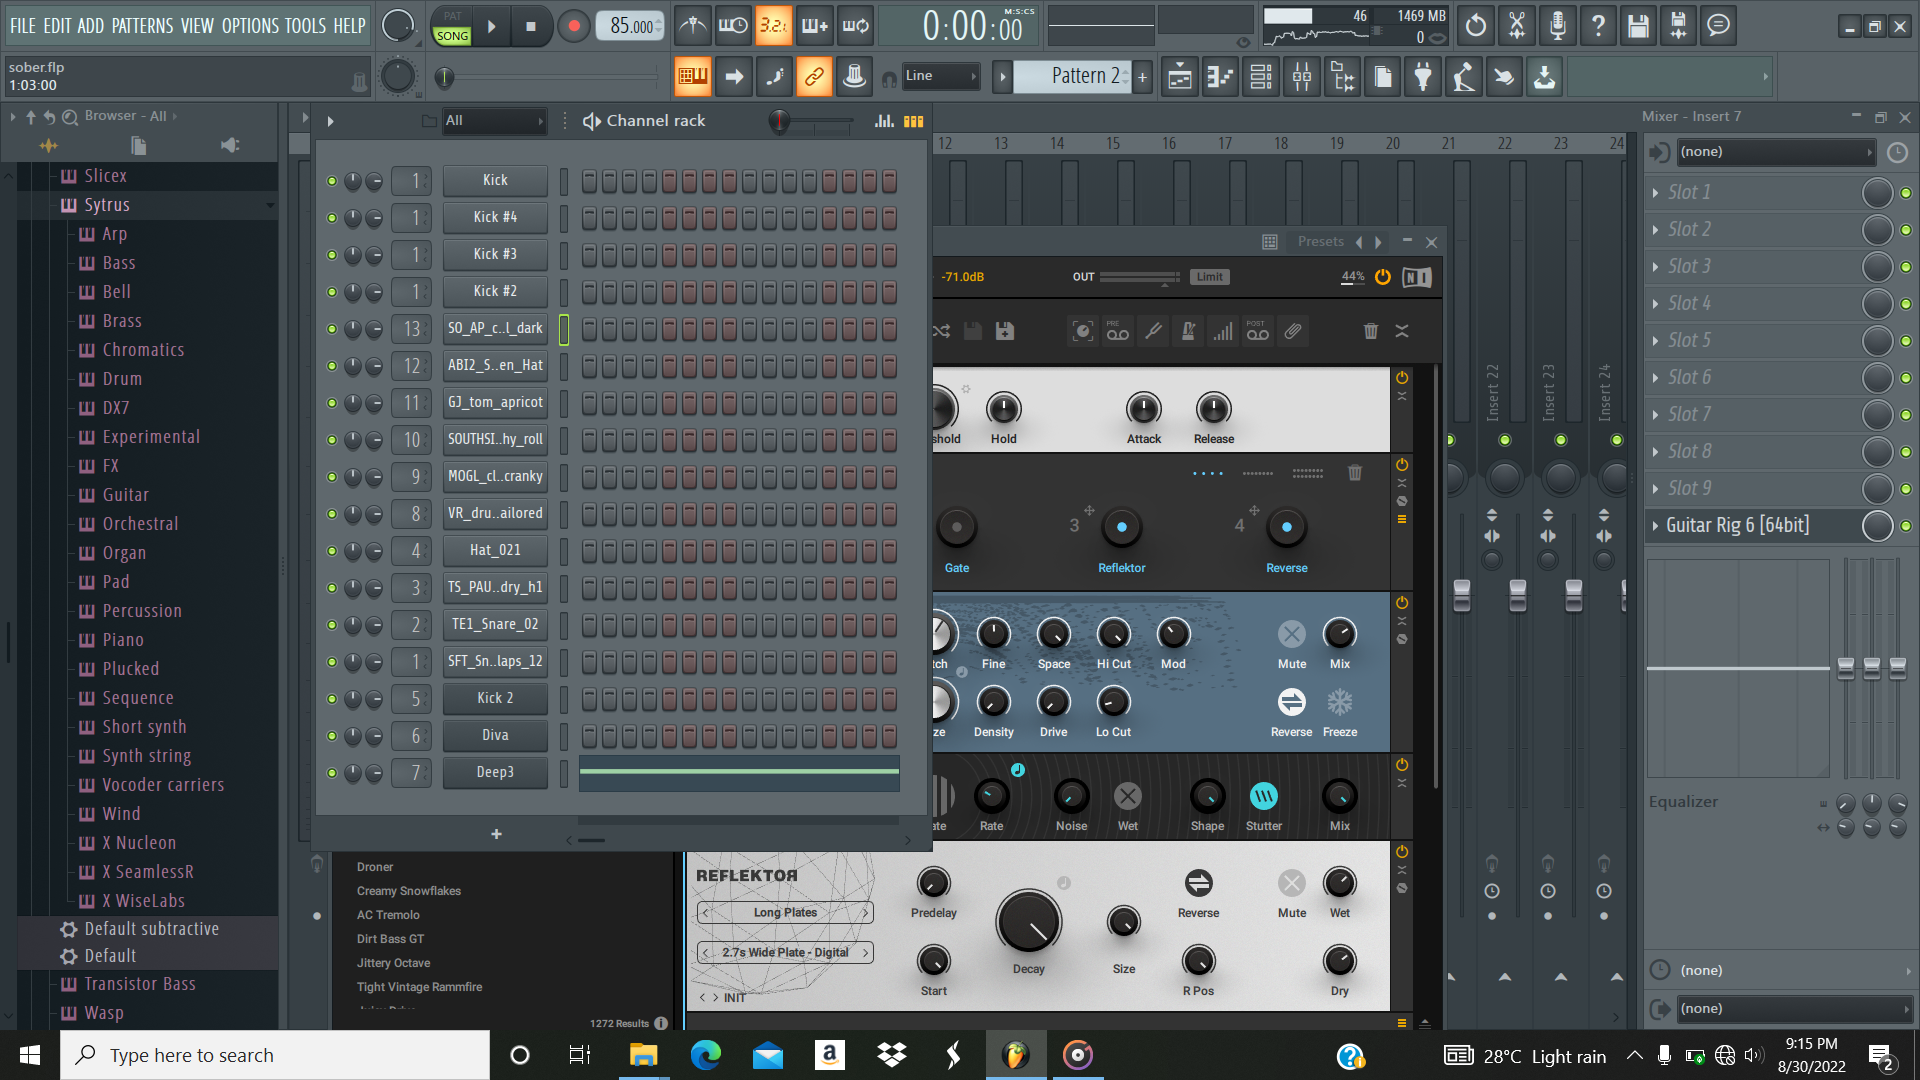 FILE EDIT ADD PATTERNS VIEW OPTIONS TOOLS HELP
PAT
SONG
85.000
3.2.
0:00:00
M:S:CS
46
1469 MB
0
sober.flp
1:03:00
Line
Pattern 2
+
Browser - All
Slicex
Sytrus
Arp
Bass
Bell
Brass
Chromatics
Drum
DX7
Experimental
FX
Guitar
Orchestral
Organ
Pad
Percussion
Piano
Plucked
Sequence
Short synth
Synth string
Vocoder carriers
Wind
X Nucleon
X SeamlessR
X WiseLabs
Default subtractive
Default
Transistor Bass
Wasp
All
Channel rack
1 Kick
1 Kick #4
1 Kick #3
1 Kick #2
13 SO_AP_c..l_dark
12 ABI2_S..en_Hat
11 GJ_tom_apricot
10 SOUTHSI..hy_roll
9 MOGL_cl..cranky
8 VR_dru..ailored
4 Hat_021
3 TS_PAU..dry_h1
2 TE1_Snare_02
1 SFT_Sn..laps_12
5 Kick 2
6 Diva
7 Deep3
+
12 13 14 15 16 17 18 19 20 21 22 23 24
Presets
-71.0dB
OUT
Limit
44%
NI
PRE
POST
shold
Hold
Attack
Release
3
4
Gate
Reflektor
Reverse
tch
Fine
Space
Hi Cut
Mod
Mute
Mix
ze
Density
Drive
Lo Cut
Reverse
Freeze
ate
Rate
Noise
Wet
Shape
Stutter
Mix
REFLEKTOR
Long Plates
2.7s Wide Plate - Digital
< > INIT
Predelay
Start
Decay
Size
Reverse
R Pos
Mute
Wet
Dry
Droner
Creamy Snowflakes
AC Tremolo
Dirt Bass GT
Jittery Octave
Tight Vintage Rammfire
1272 Results
Insert 22
Insert 23
Insert 24
Mixer - Insert 7
(none)
Slot 1
Slot 2
Slot 3
Slot 4
Slot 5
Slot 6
Slot 7
Slot 8
Slot 9
Guitar Rig 6 [64bit]
Equalizer
(none)
(none)
Type here to search
28°C Light rain
9:15 PM
8/30/2022
2